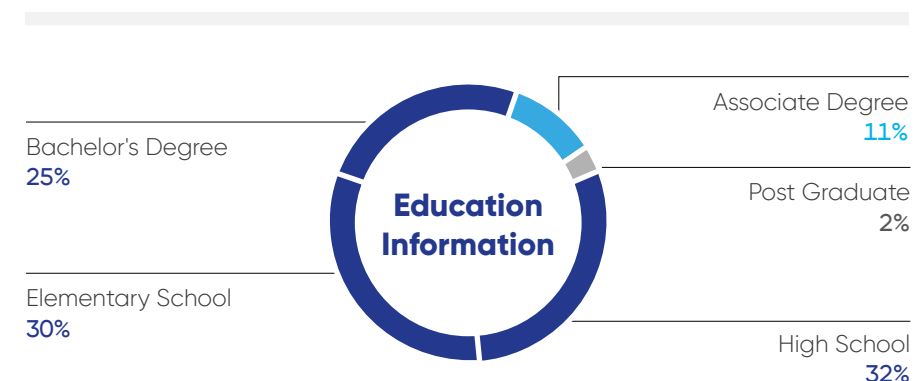 Associate Degree
11%
Bachelor's Degree
25%
Post Graduate
2%
Education
Information
Elementary School
30%
High School
32%